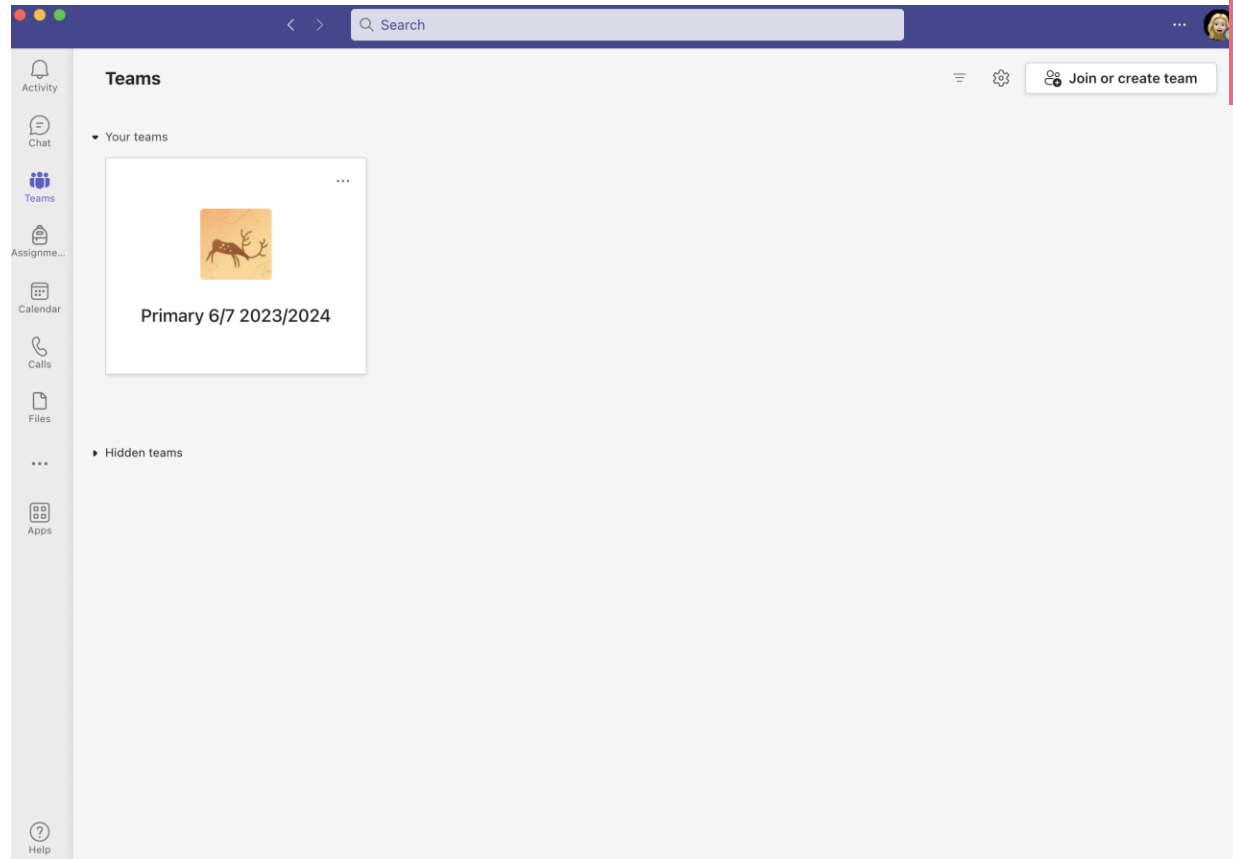 Search
Activity
Chat
Teams
Assignme...
Calendar
Calls
Files
Apps
Help
Teams
Join or create team
Your teams
Primary 6/7 2023/2024
Hidden teams